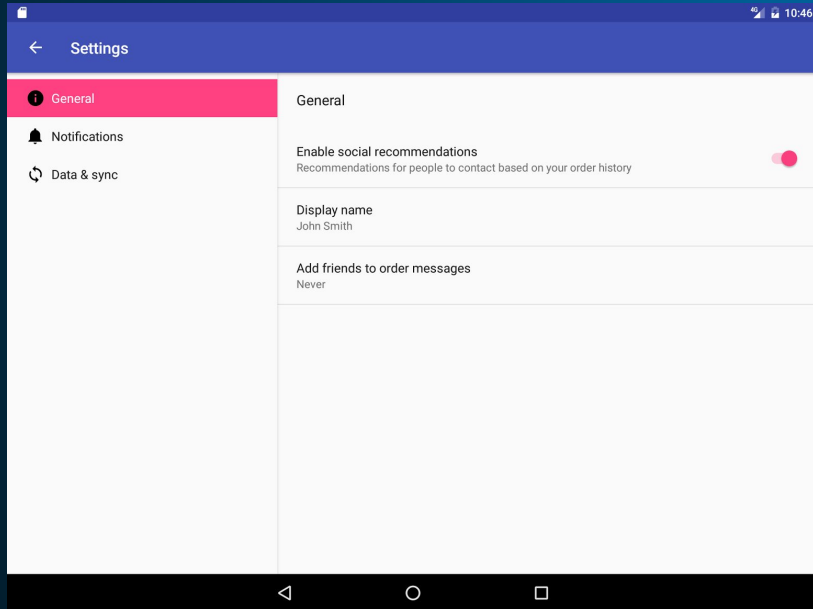 4G 10:46
Settings
General
Notifications
Data & sync
General
Enable social recommendations
Recommendations for people to contact based on your order history
Display name
John Smith
Add friends to order messages
Never